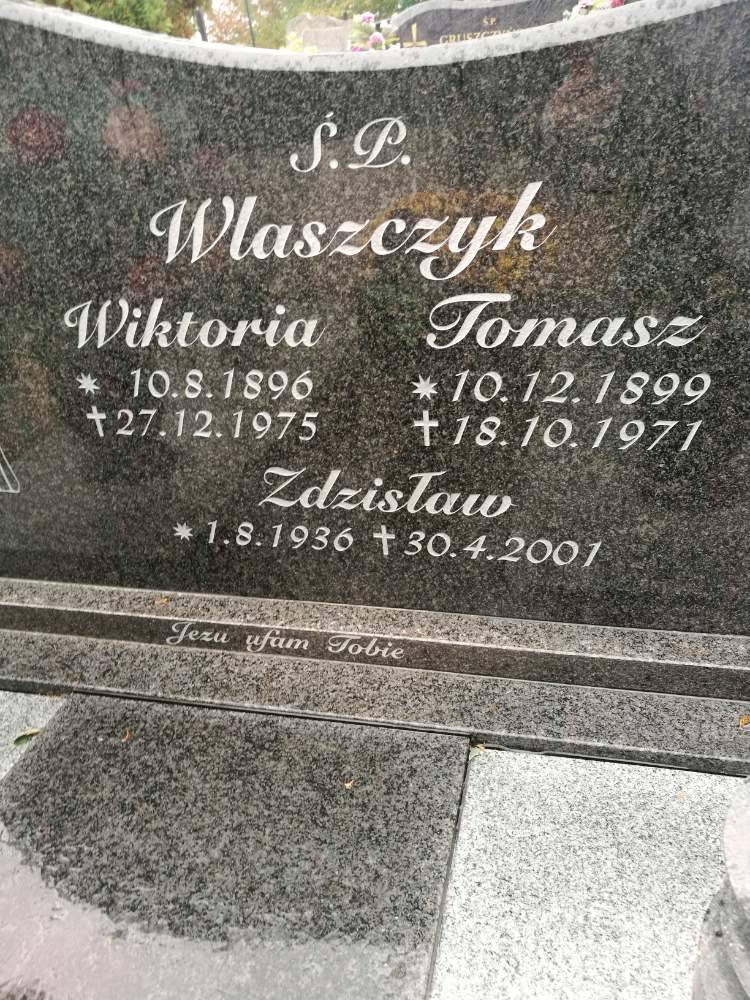 Ś.P.
GRUSZCZY
Ś.P.
Wlaszczyk
Wiktoria
* 10.8.1896
✝27.12.1975
Tomasz
*10.12.1899
✝18.10.1971
Zdzisław
*1.8.1936 ✝30.4.2001
Jezu ufam Tobie